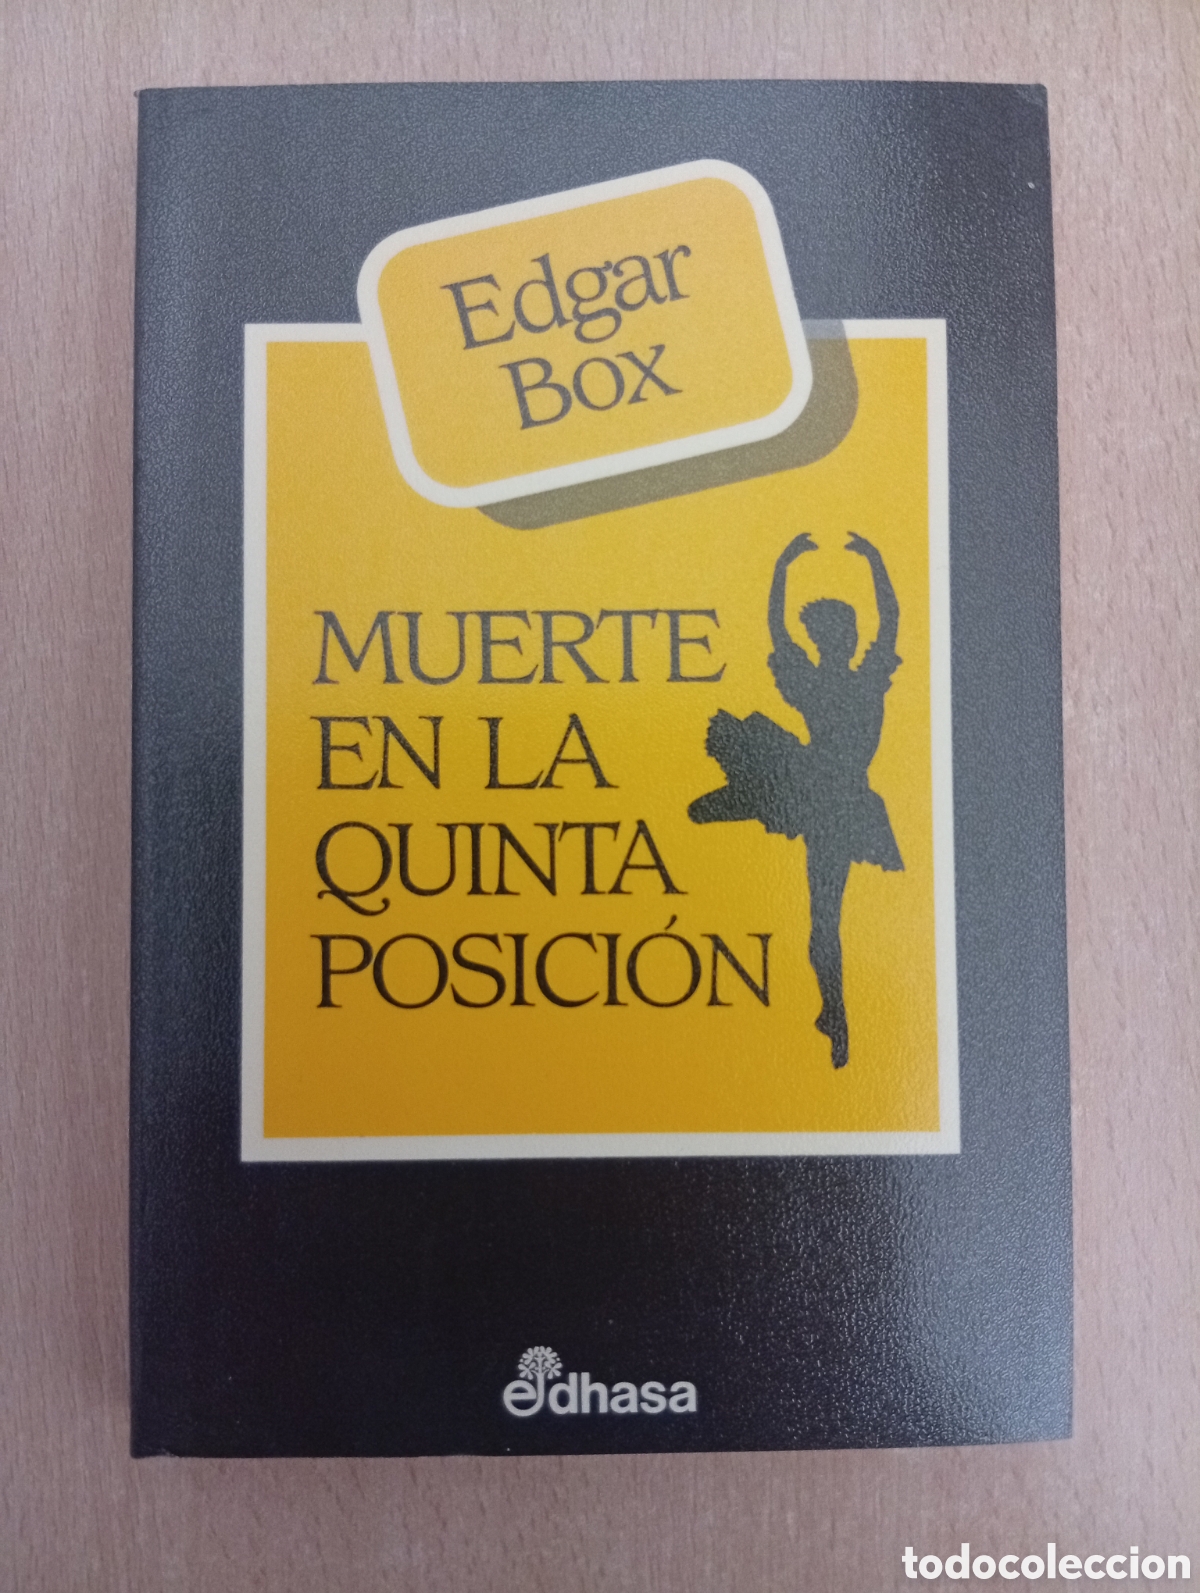 Edgar
Box
MUERTE
EN LA
QUINTA
POSICIÓN
edhasa
todocoleccion